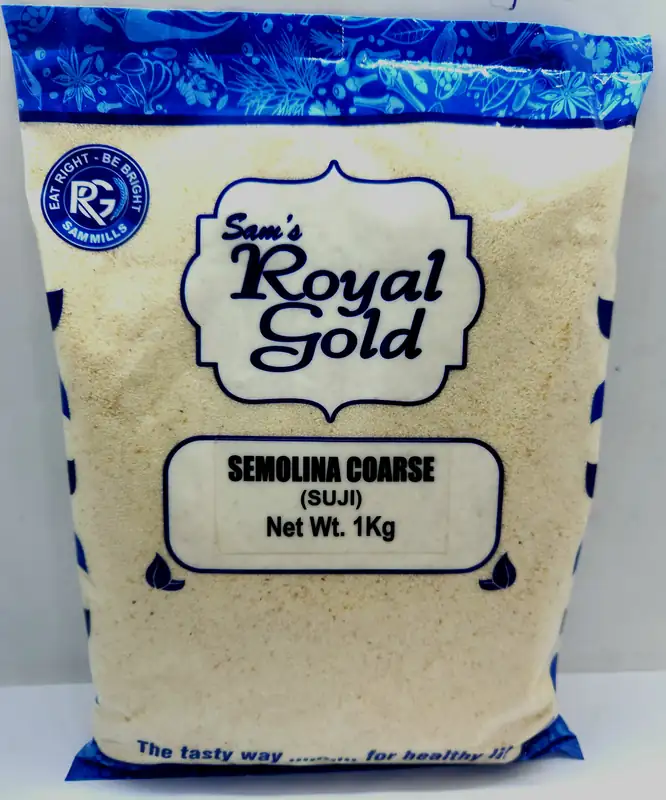 EAT RIGHT - BE BRIGHT
RG
SAM MILLS
Sam's
Royal
Gold
SEMOLINA COARSE
(SUJI)
Net Wt. 1Kg
The tasty way ........... for healthy